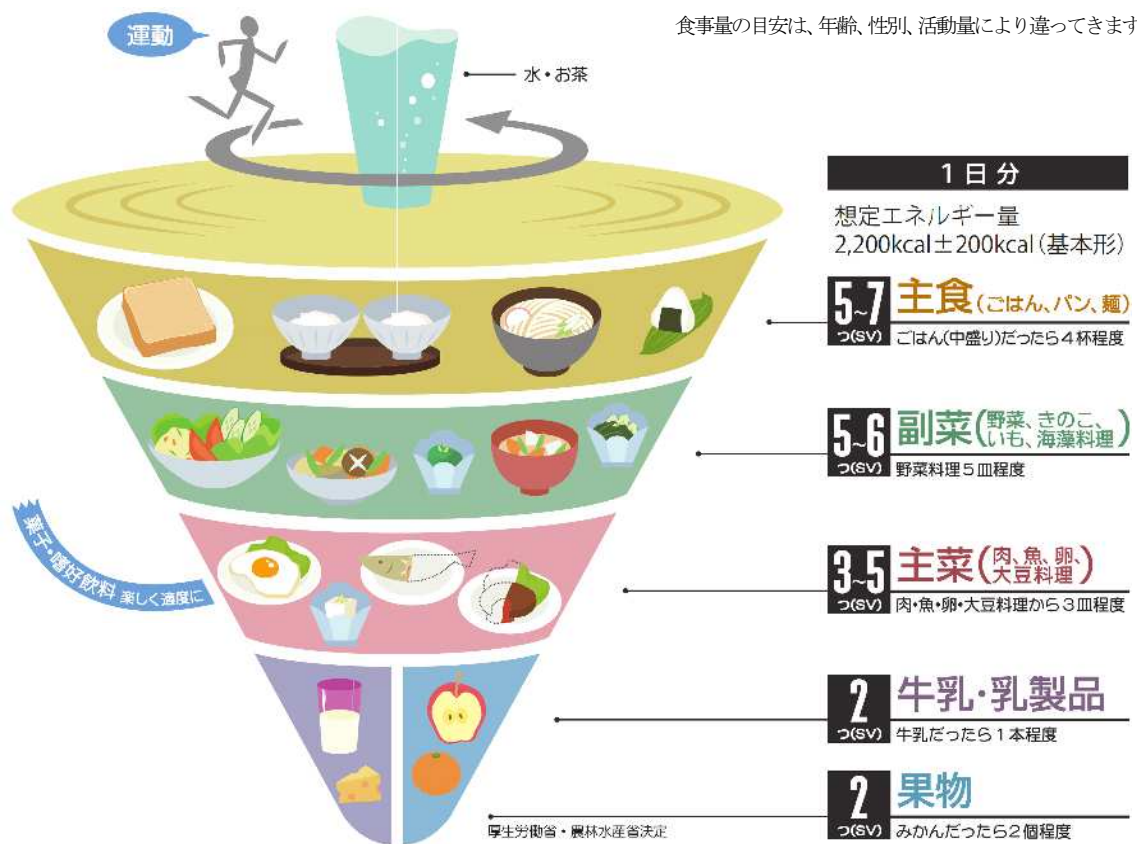 食事量の目安は、年齢、性別、活動量により違ってきます
運動
水・お茶
1日分
想定エネルギー量
2,200kcal±200kcal(基本形)
5~7 つ(SV)
主食(ごはん、パン、麺)
ごはん(中盛り)だったら4杯程度
5~6 つ(SV)
副菜(野菜、きのこ、
いも、海藻料理)
野菜料理5皿程度
菓子・嗜好飲料 楽しく適度に
3~5 つ(SV)
主菜(肉、魚、卵、
大豆料理)
肉・魚・卵・大豆料理から3皿程度
2 つ(SV)
牛乳・乳製品
牛乳だったら1本程度
2 つ(SV)
果物
みかんだったら2個程度
厚生労働省・農林水産省決定